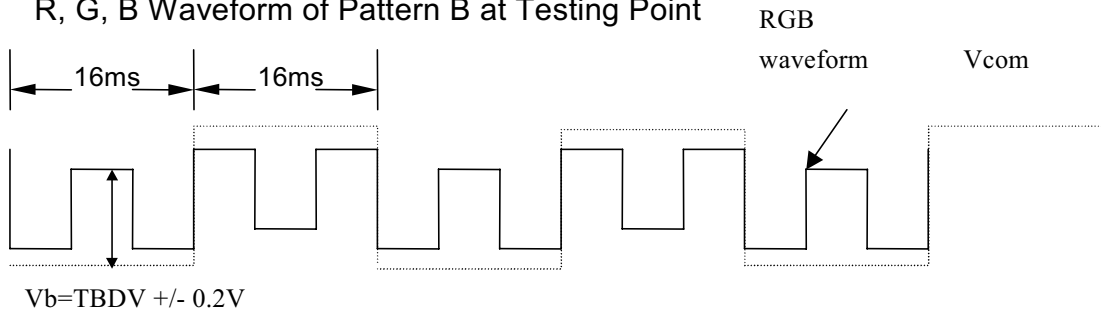 R, G, B Waveform of Pattern B at Testing Point
RGB
waveform
Vcom
16ms
16ms
Vb=TBDV +/- 0.2V